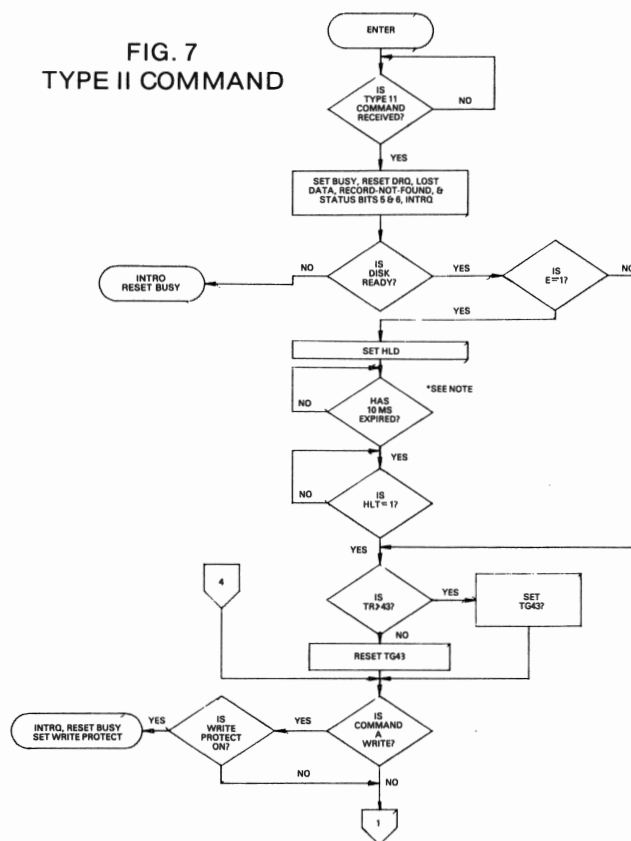 FIG. 7
TYPE II COMMAND
ENTER
IS
TYPE 11
COMMAND
RECEIVED?
NO
YES
SET BUSY, RESET DRQ, LOST
DATA, RECORD-NOT-FOUND, &
STATUS BITS 5 & 6, INTRQ
INTRO
RESET BUSY
NO
IS
DISK
READY?
YES
IS
E=1?
NO
YES
SET HLD
NO
HAS
10 MS
EXPIRED?
*SEE NOTE
YES
NO
IS
HLT=1?
YES
4
IS
TR>43?
YES
SET
TG43?
NO
RESET TG43
INTRQ, RESET BUSY
SET WRITE PROTECT
YES
IS
WRITE
PROTECT
ON?
YES
IS
COMMAND
A
WRITE?
NO
NO
1